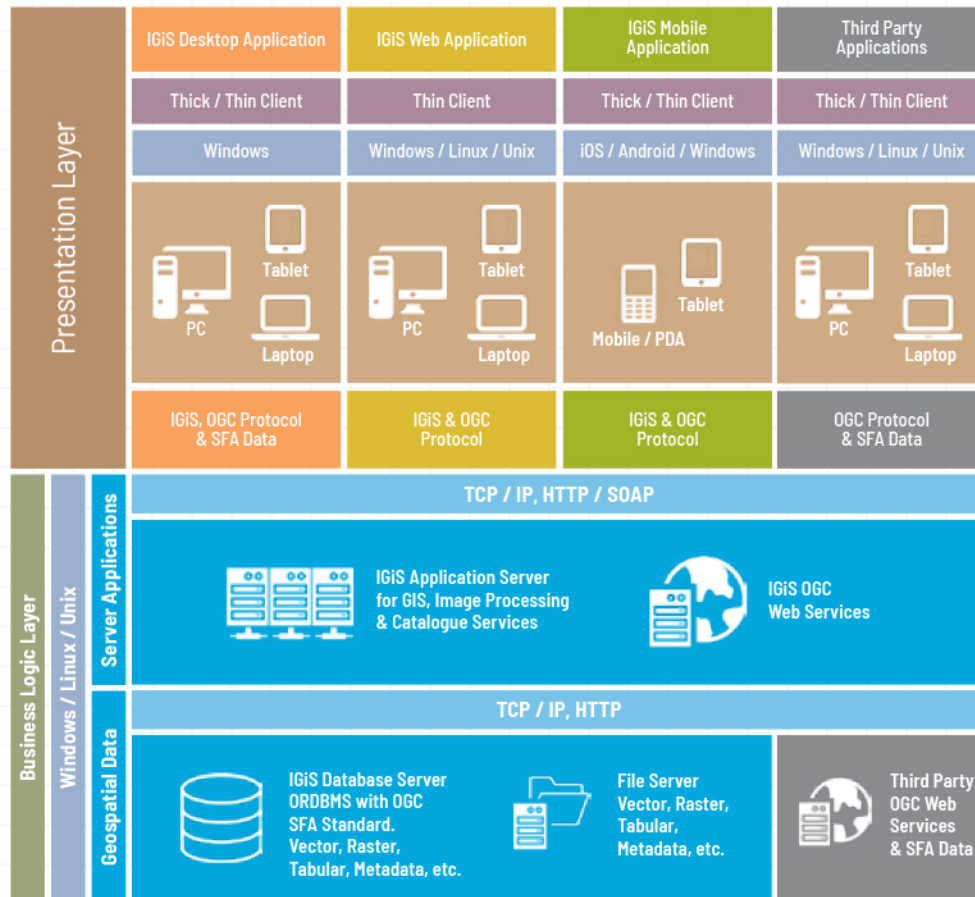 Presentation Layer
IGiS Desktop Application
IGiS Web Application
IGiS Mobile
Application
Third Party
Applications
Thick / Thin Client
Thin Client
Thick / Thin Client
Thick / Thin Client
Windows
Windows / Linux / Unix
iOS / Android / Windows
Windows / Linux / Unix
PC
Tablet
Laptop
PC
Tablet
Laptop
Mobile / PDA
Tablet
PC
Tablet
Laptop
IGiS, OGC Protocol
& SFA Data
IGiS & OGC
Protocol
IGiS & OGC
Protocol
OGC Protocol
& SFA Data
Business Logic Layer
Windows / Linux / Unix
Server Applications
TCP / IP, HTTP / SOAP
IGiS Application Server
for GIS, Image Processing
& Catalogue Services
IGiS OGC
Web Services
Geospatial Data
TCP / IP, HTTP
IGiS Database Server
ORDBMS with OGC
SFA Standard.
Vector, Raster,
Tabular, Metadata, etc.
File Server
Vector, Raster,
Tabular,
Metadata, etc.
Third Party
OGC Web
Services
& SFA Data